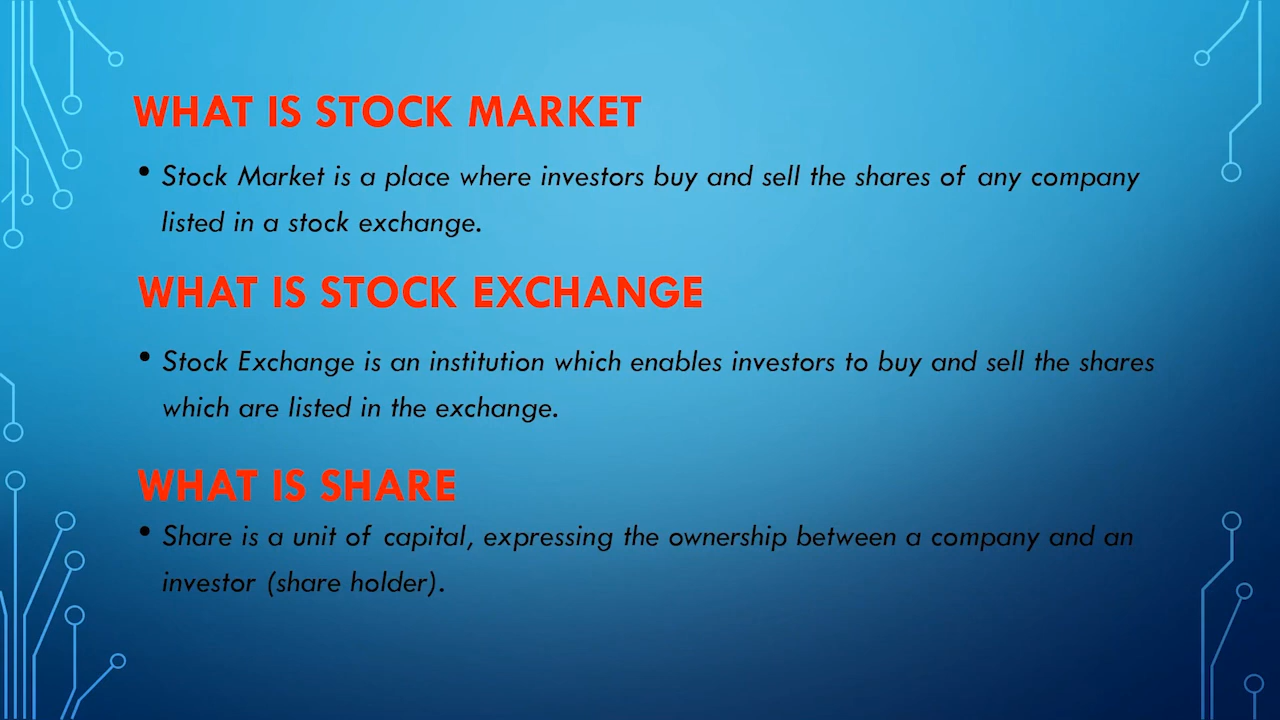 WHAT IS STOCK MARKET
• Stock Market is a place where investors buy and sell the shares of any company
listed in a stock exchange.
WHAT IS STOCK EXCHANGE
• Stock Exchange is an institution which enables investors to buy and sell the shares
which are listed in the exchange.
WHAT IS SHARE
• Share is a unit of capital, expressing the ownership between a company and an
investor (share holder).